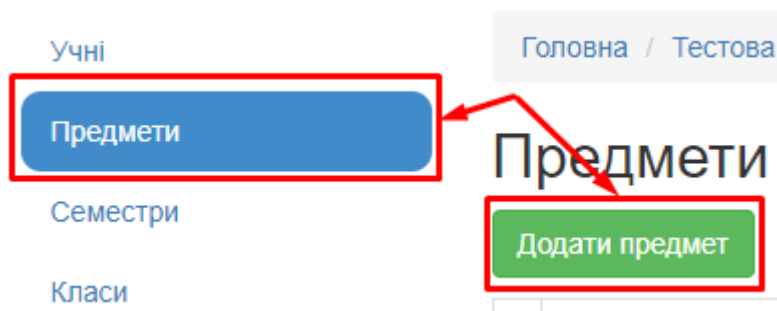 Учні
Предмети
Семестри
Класи
Головна / Тестова
Предмети
Додати предмет